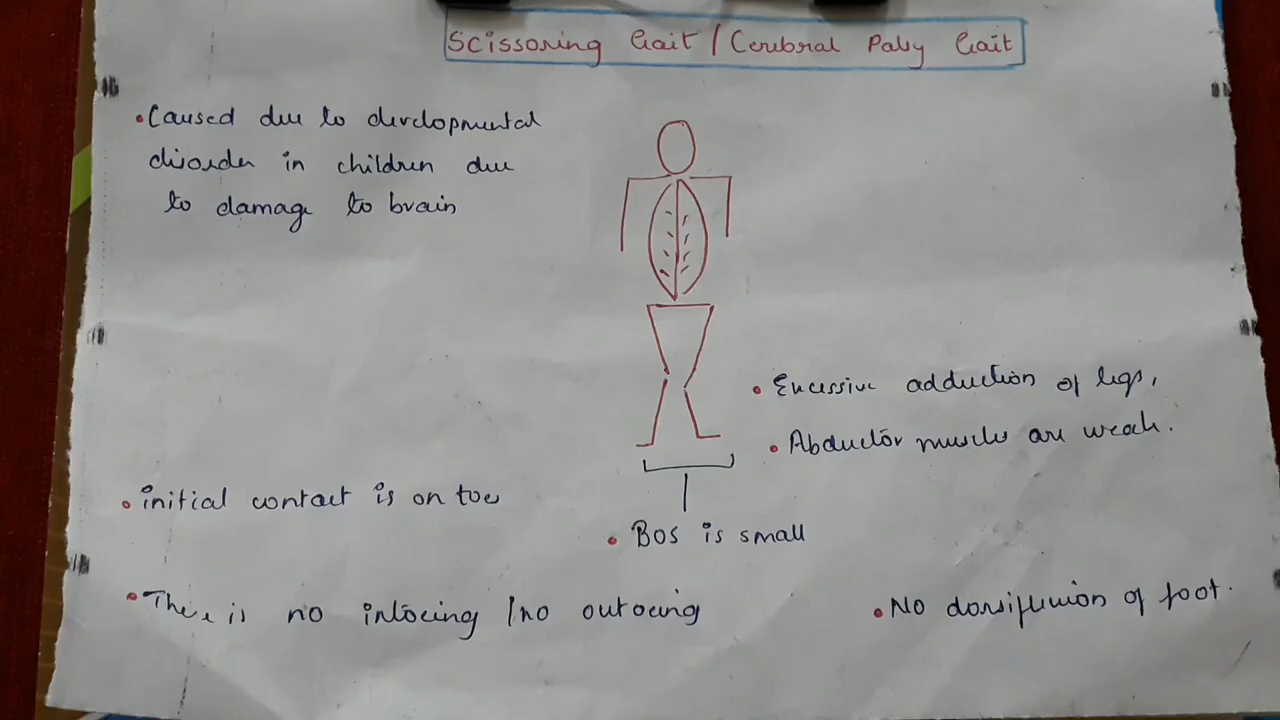 Scissoring Gait / Cerebral Palsy Gait
• Caused due to developmental
disorder in children due
to damage to brain
• Excessive adduction of legs,
• Abductor muscles are weak.
• initial contact is on toe
• BOS is small
• There is no intoeing / no outoeing
• No dorsiflexion of foot.